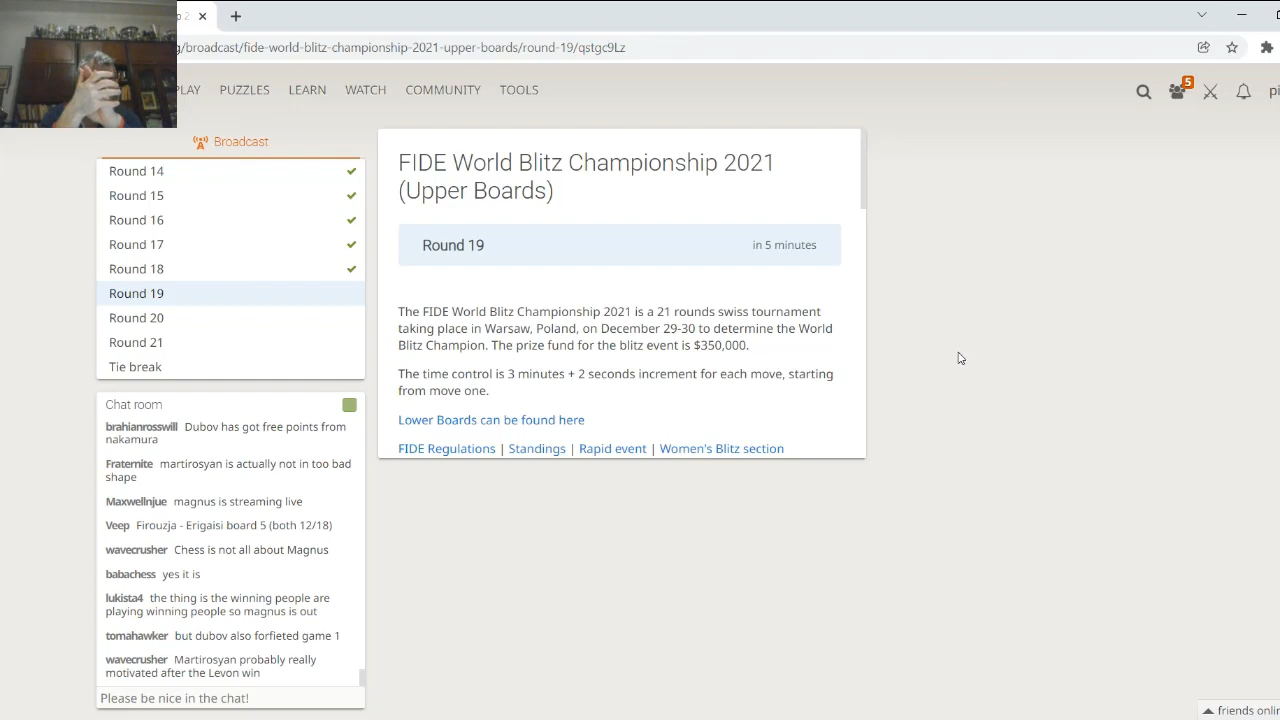 /broadcast/fide-world-blitz-championship-2021-upper-boards/round-19/qstgc9Lz
PLAY PUZZLES LEARN WATCH COMMUNITY TOOLS
5
Broadcast
Round 14
Round 15
Round 16
Round 17
Round 18
Round 19
Round 20
Round 21
Tie break
FIDE World Blitz Championship 2021
(Upper Boards)
Round 19 in 5 minutes
The FIDE World Blitz Championship 2021 is a 21 rounds swiss tournament
taking place in Warsaw, Poland, on December 29-30 to determine the World
Blitz Champion. The prize fund for the blitz event is $350,000.
The time control is 3 minutes + 2 seconds increment for each move, starting
from move one.
Lower Boards can be found here
FIDE Regulations | Standings | Rapid event | Women's Blitz section
Chat room
brahianrosswill Dubov has got free points from
nakamura
Fraternite martirosyan is actually not in too bad
shape
Maxwellnjue magnus is streaming live
Veep Firouzja - Erigaisi board 5 (both 12/18)
wavecrusher Chess is not all about Magnus
babachess yes it is
lukista4 the thing is the winning people are
playing winning people so magnus is out
tomahawker but dubov also forfieted game 1
wavecrusher Martirosyan probably really
motivated after the Levon win
Please be nice in the chat!
friends onlin